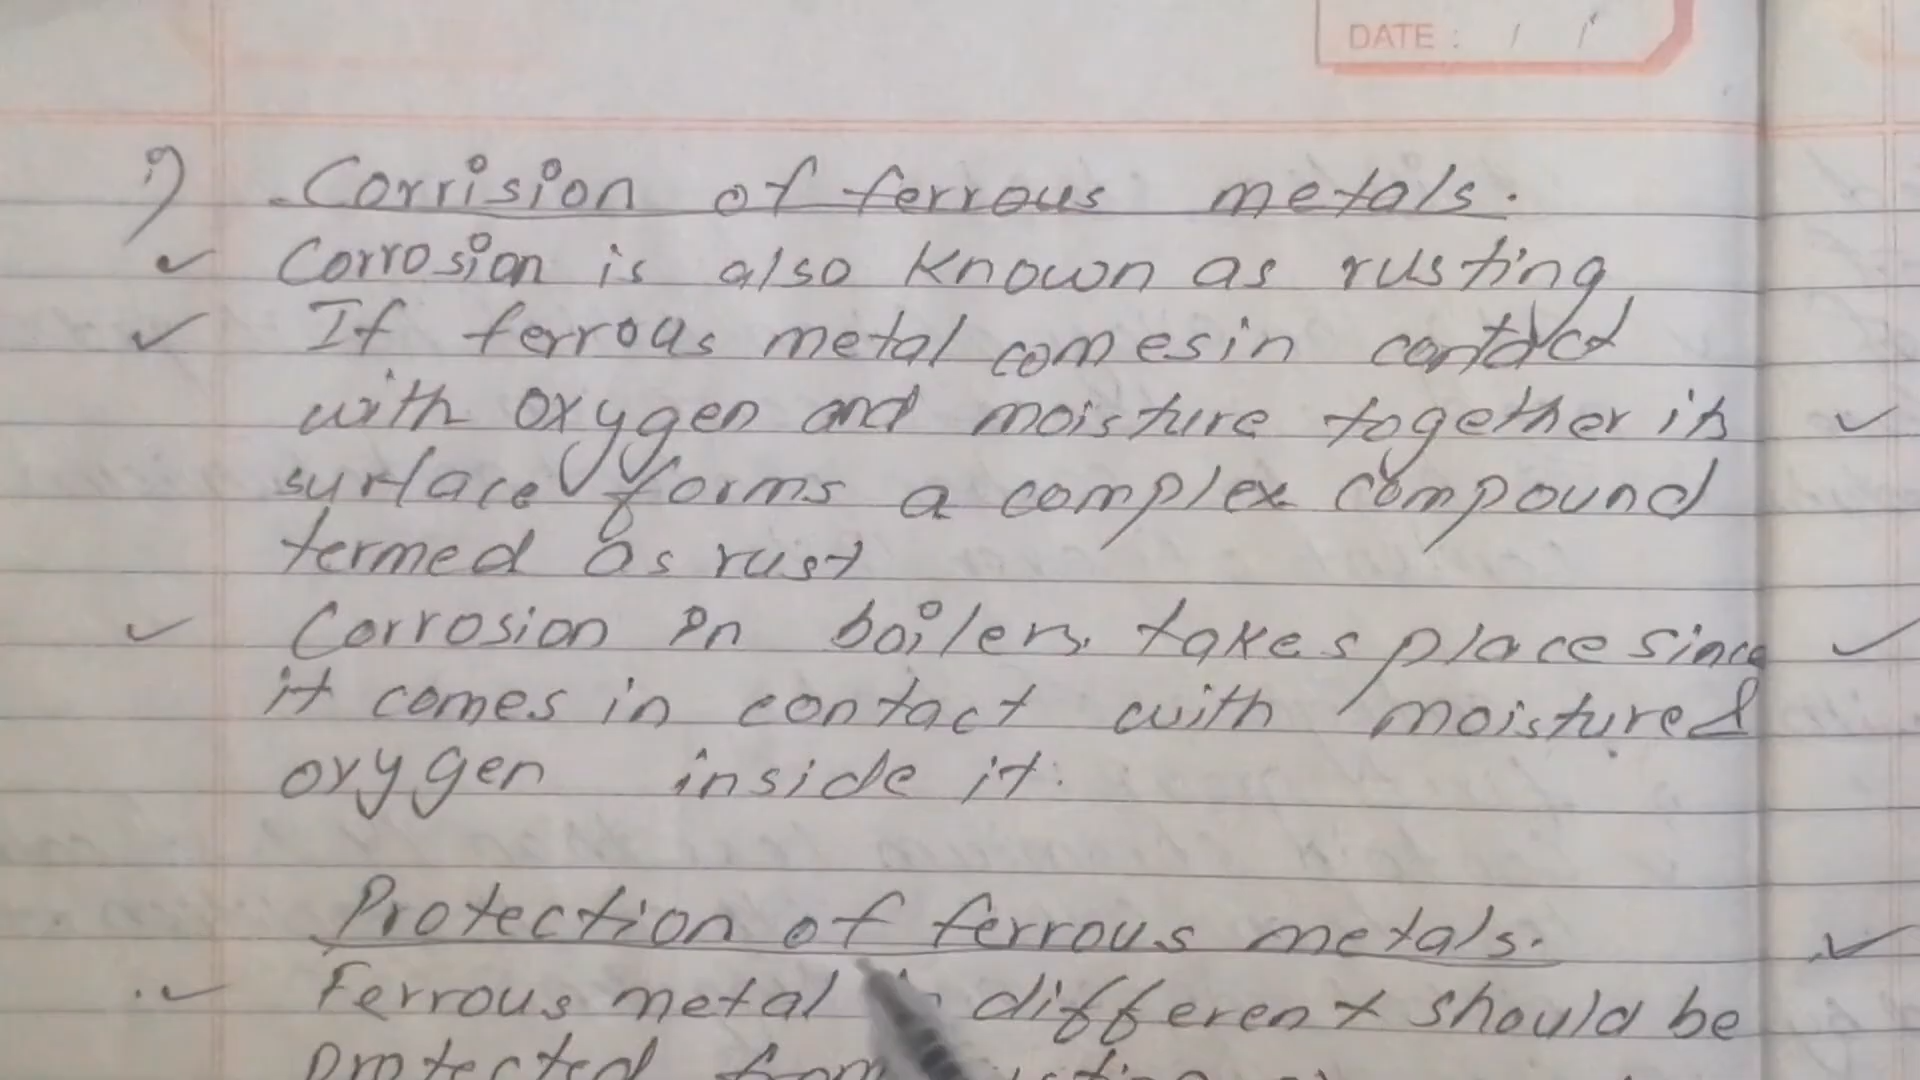 DATE : / /
i) Corrision of ferrous metals.
✓ Corrosion is also known as rusting
✓ If ferrous metal comes in contact
with oxygen and moisture together its
surface forms a complex compound
termed as rust
✓ Corrosion in boilers takes place since
it comes in contact with moisture &
oxygen inside it.
Protection of ferrous metals.
✓ Ferrous metal different should be
protected from